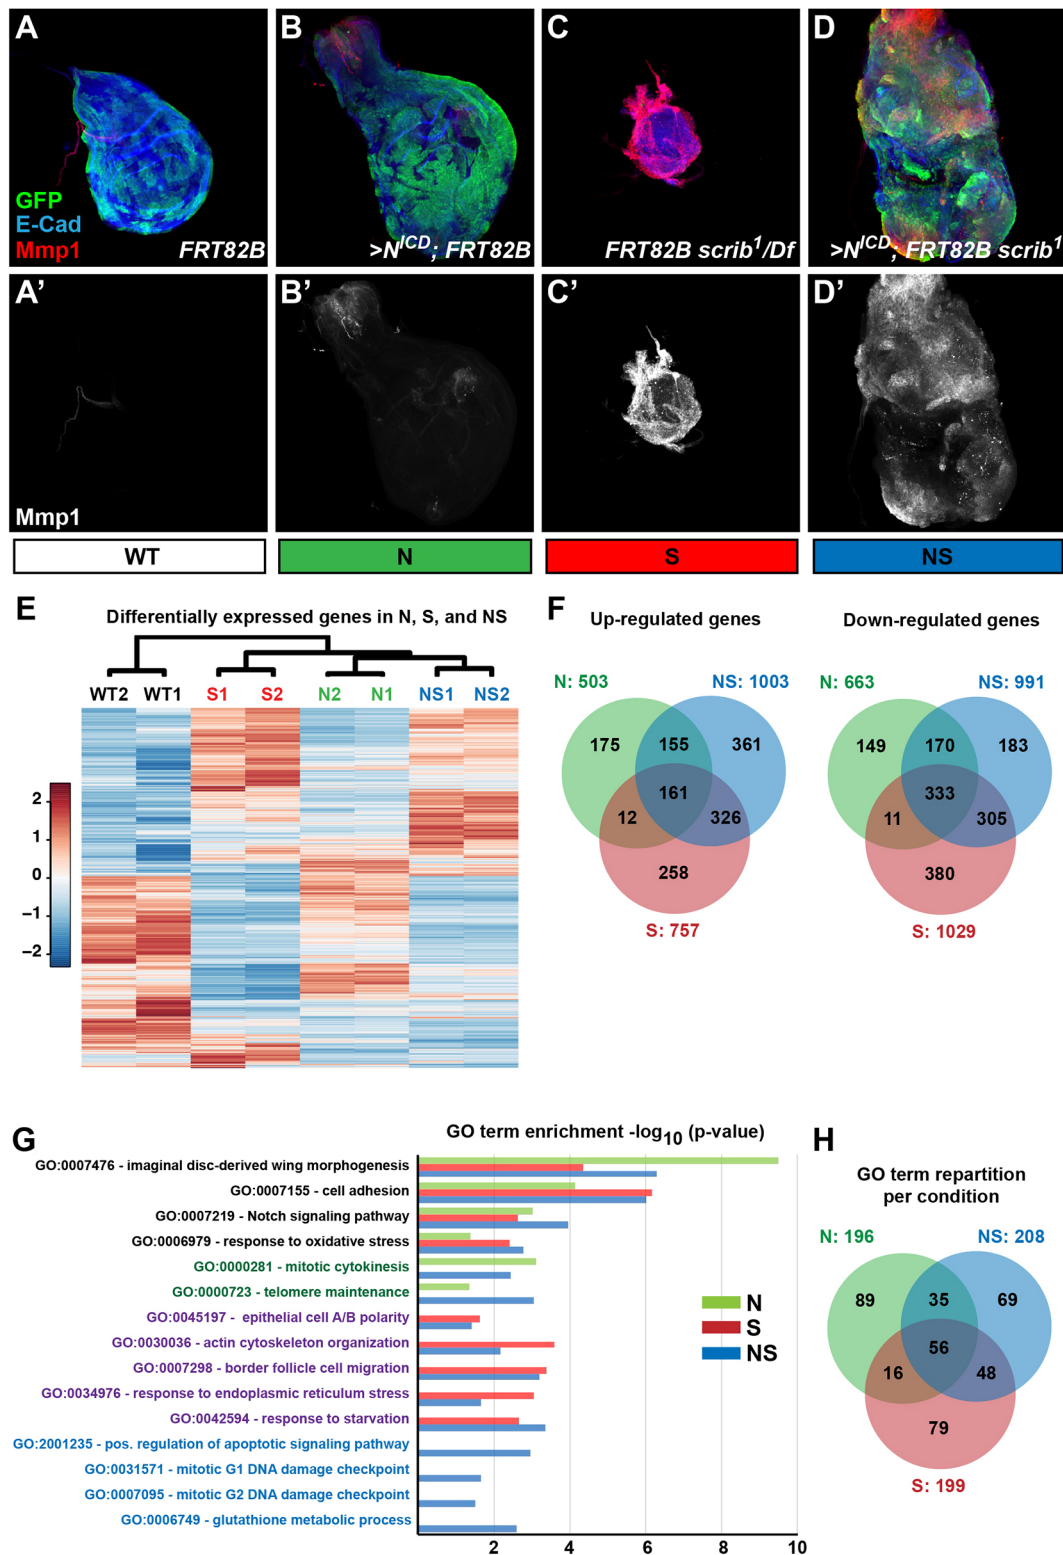 A
B
C
D
GFP
E-Cad
Mmp1
FRT82B
>N^ICD; FRT82B
FRT82B scrib^1/Df
>N^ICD; FRT82B scrib^1
A'
B'
C'
D'
Mmp1
WT
N
S
NS
E
Differentially expressed genes in N, S, and NS
WT2 WT1 S1 S2 N2 N1 NS1 NS2
2
1
0
−1
−2
F
Up-regulated genes
N: 503
NS: 1003
175
155
361
161
12
326
258
S: 757
Down-regulated genes
N: 663
NS: 991
149
170
183
333
11
305
380
S: 1029
G
GO term enrichment -log10 (p-value)
GO:0007476 - imaginal disc-derived wing morphogenesis
GO:0007155 - cell adhesion
GO:0007219 - Notch signaling pathway
GO:0006979 - response to oxidative stress
GO:0000281 - mitotic cytokinesis
GO:0000723 - telomere maintenance
GO:0045197 - epithelial cell A/B polarity
GO:0030036 - actin cytoskeleton organization
GO:0007298 - border follicle cell migration
GO:0034976 - response to endoplasmic reticulum stress
GO:0042594 - response to starvation
GO:2001235 - pos. regulation of apoptotic signaling pathway
GO:0031571 - mitotic G1 DNA damage checkpoint
GO:0007095 - mitotic G2 DNA damage checkpoint
GO:0006749 - glutathione metabolic process
N
S
NS
2 4 6 8 10
H
GO term repartition
per condition
N: 196
NS: 208
89
35
69
56
16
48
79
S: 199